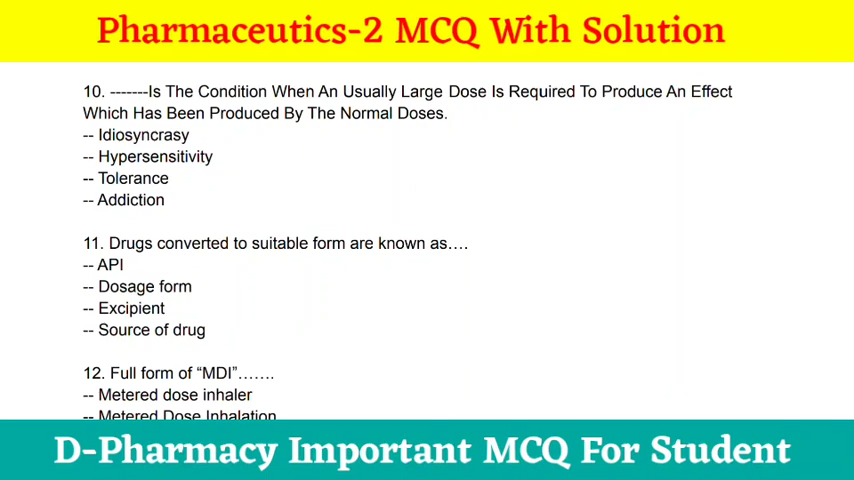 Pharmaceutics-2 MCQ With Solution
10. -------Is The Condition When An Usually Large Dose Is Required To Produce An Effect
Which Has Been Produced By The Normal Doses.
-- Idiosyncrasy
-- Hypersensitivity
-- Tolerance
-- Addiction
11. Drugs converted to suitable form are known as….
-- API
-- Dosage form
-- Excipient
-- Source of drug
12. Full form of “MDI”…….
-- Metered dose inhaler
-- Metered Dose Inhalation
D-Pharmacy Important MCQ For Student